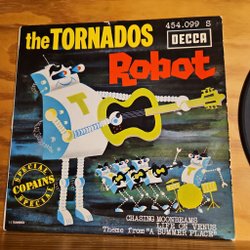 454.099 S
the TORNADOS
DECCA
Robot
T
SPECIAL
COPAINS
SPECIAL
CHASING MOONBEAMS
LIFE ON VENUS
Theme from "A SUMMER PLACE"